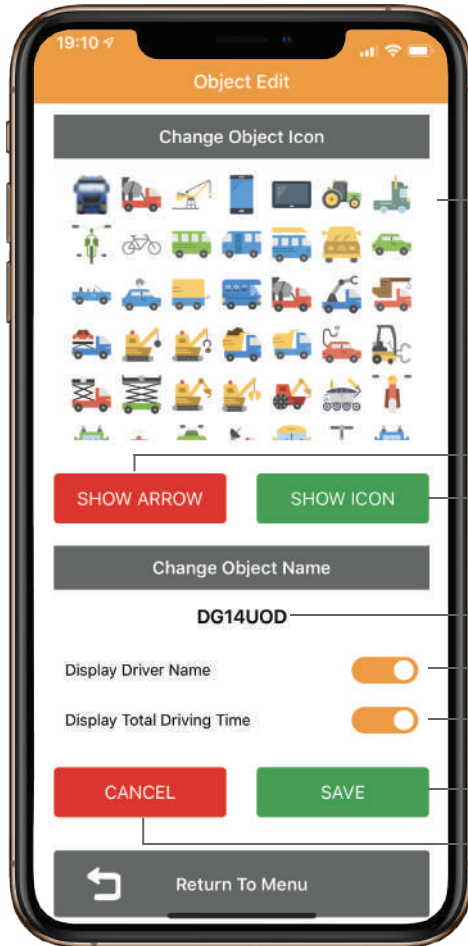 19:10
Object Edit
Change Object Icon
SHOW ARROW
SHOW ICON
Change Object Name
DG14UOD
Display Driver Name
Display Total Driving Time
CANCEL
SAVE
Return To Menu